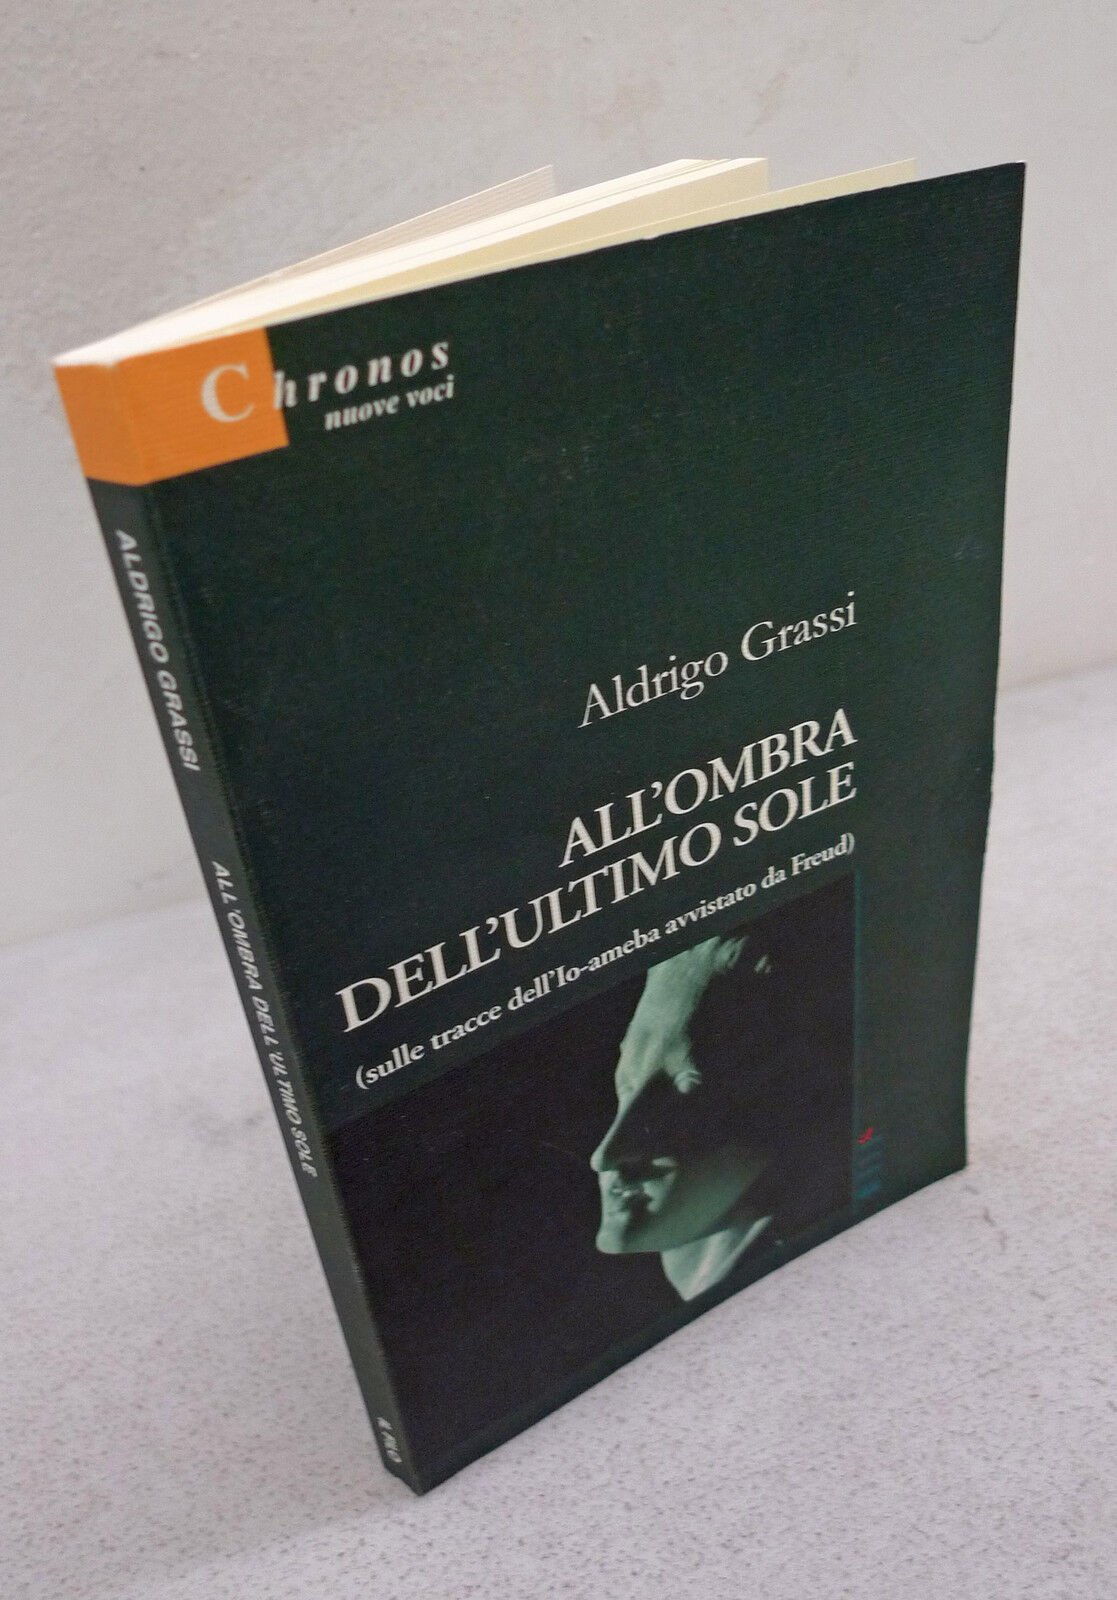 Chronos
nuove voci
Aldrigo Grassi
ALL'OMBRA
DELL'ULTIMO SOLE
(sulle tracce dell'Io-ameba avvistato da Freud)
ALDRIGO GRASSI
ALL'OMBRA DELL'ULTIMO SOLE